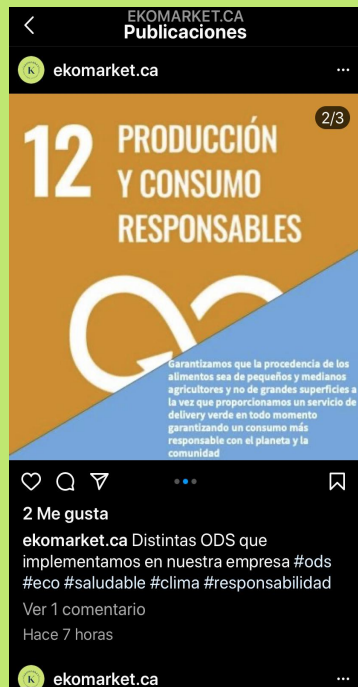 EKOMARKET.CA
Publicaciones
K ekomarket.ca
2/3
12 PRODUCCIÓN
Y CONSUMO
RESPONSABLES
Garantizamos que la procedencia de los
alimentos sea de pequeños y medianos
agricultores y no de grandes superficies a
la vez que proporcionamos un servicio de
delivery verde en todo momento
garantizando un consumo más
responsable con el planeta y la
comunidad
2 Me gusta
ekomarket.ca Distintas ODS que
implementamos en nuestra empresa #ods
#eco #saludable #clima #responsabilidad
Ver 1 comentario
Hace 7 horas
K ekomarket.ca